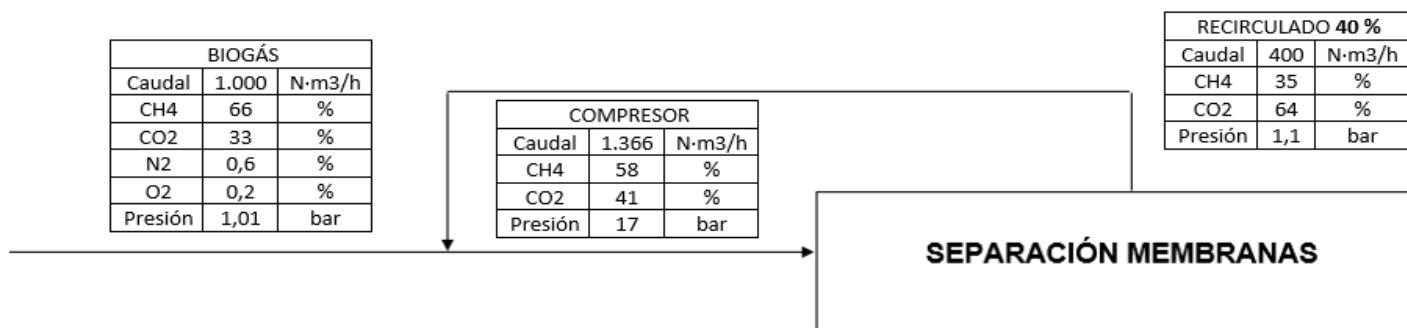 BIOGÁS
Caudal 1.000 N·m3/h
CH4 66 %
CO2 33 %
N2 0,6 %
O2 0,2 %
Presión 1,01 bar
COMPRESOR
Caudal 1.366 N·m3/h
CH4 58 %
CO2 41 %
Presión 17 bar
RECIRCULADO 40 %
Caudal 400 N·m3/h
CH4 35 %
CO2 64 %
Presión 1,1 bar
SEPARACIÓN MEMBRANAS